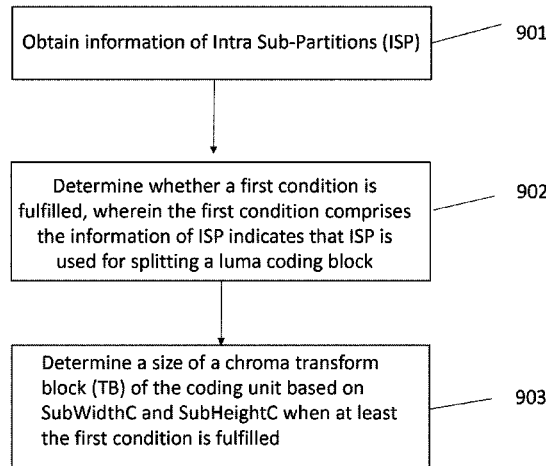 Obtain information of Intra Sub-Partitions (ISP)
901
Determine whether a first condition is
fulfilled, wherein the first condition comprises
the information of ISP indicates that ISP is
used for splitting a luma coding block
902
Determine a size of a chroma transform
block (TB) of the coding unit based on
SubWidthC and SubHeightC when at least
the first condition is fulfilled
903